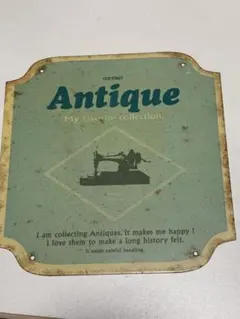 Antique
My favorite collection.
I am collecting Antiques. It makes me happy !
I love them to make a long history felt.
It needs careful handling.